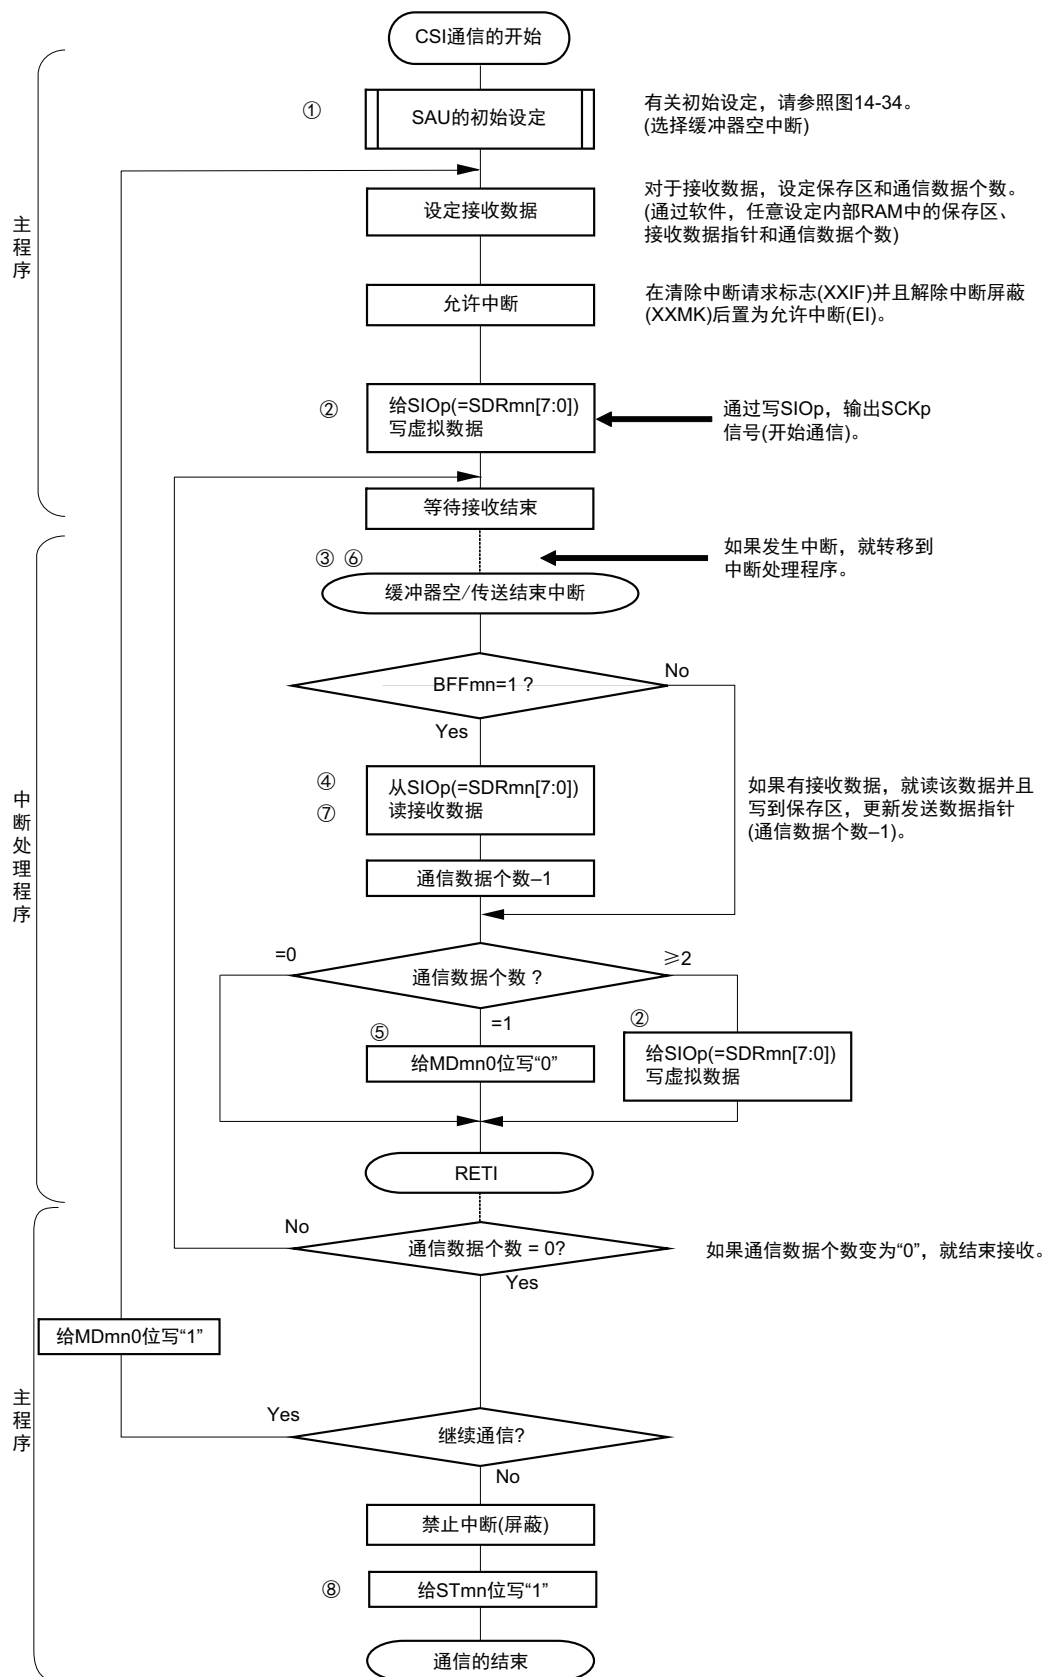 CSI通信的开始
①
SAU的初始设定
有关初始设定，请参照图14-34。
(选择缓冲器空中断)
主程序
设定接收数据
对于接收数据，设定保存区和通信数据个数。
(通过软件，任意设定内部RAM中的保存区、
接收数据指针和通信数据个数)
允许中断
在清除中断请求标志(XXIF)并且解除中断屏蔽
(XXMK)后置为允许中断(EI)。
②
给SIOp(=SDRmn[7:0])
写虚拟数据
通过写SIOp，输出SCKp
信号(开始通信)。
等待接收结束
③ ⑥
如果发生中断，就转移到
中断处理程序。
缓冲器空/传送结束中断
BFFmn=1 ?
No
Yes
中断处理程序
④
⑦
从SIOp(=SDRmn[7:0])
读接收数据
如果有接收数据，就读该数据并且
写到保存区，更新发送数据指针
(通信数据个数–1)。
通信数据个数–1
=0
通信数据个数 ?
≥2
=1
⑤
给MDmn0位写“0”
②
给SIOp(=SDRmn[7:0])
写虚拟数据
RETI
No
通信数据个数 = 0?
Yes
如果通信数据个数变为“0”，就结束接收。
给MDmn0位写“1”
主程序
Yes
继续通信?
No
禁止中断(屏蔽)
⑧
给STmn位写“1”
通信的结束